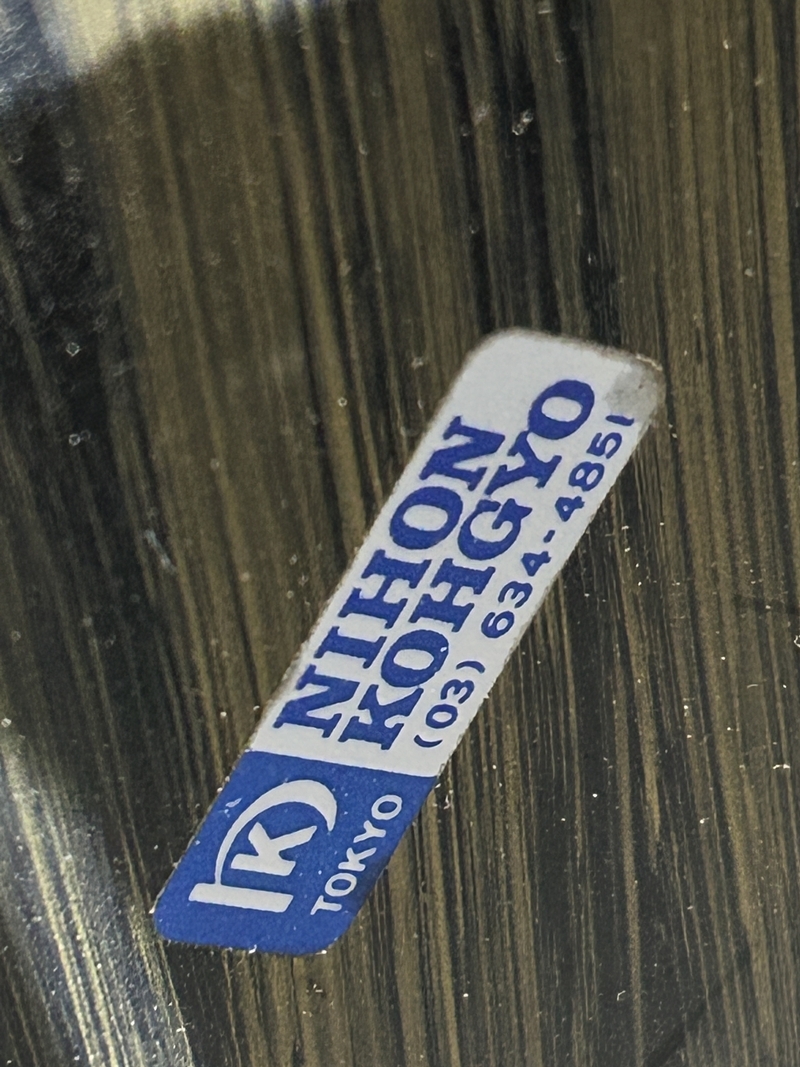 NIHON
KOHGYO
(03) 634-4851
K
TOKYO